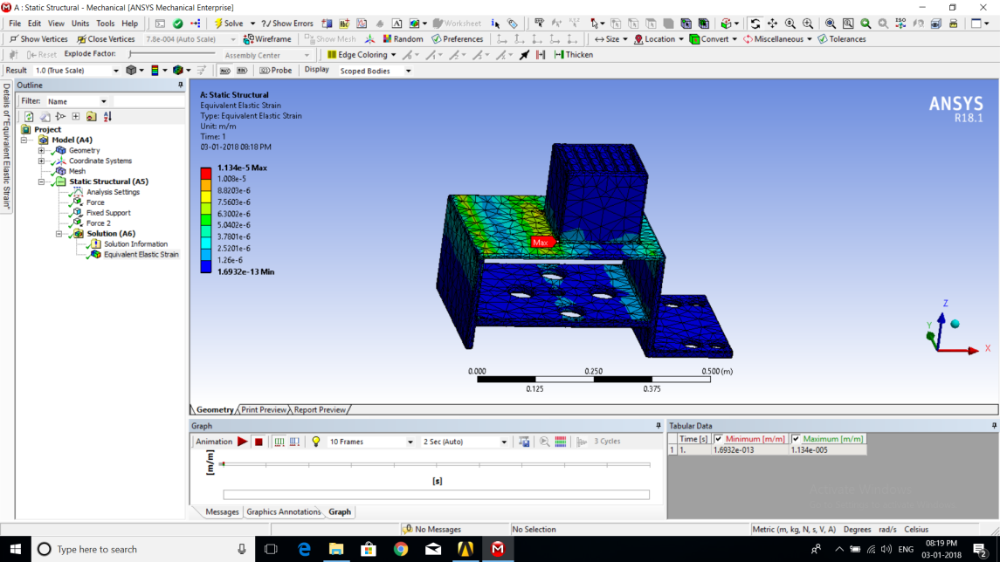 A : Static Structural - Mechanical [ANSYS Mechanical Enterprise]
File Edit View Units Tools Help Solve ?/ Show Errors Worksheet
Show Vertices Close Vertices 7.8e-004 (Auto Scale) Wireframe Show Mesh Random Preferences Size Location Convert Miscellaneous Tolerances
Reset Explode Factor: Assembly Center Edge Coloring Thicken
Result 1.0 (True Scale) Probe Display Scoped Bodies
Details of "Equivalent Elastic Strain"
Outline
Filter: Name
Project
Model (A4)
Geometry
Coordinate Systems
Mesh
Static Structural (A5)
Analysis Settings
Force
Fixed Support
Force 2
Solution (A6)
Solution Information
Equivalent Elastic Strain
A: Static Structural
Equivalent Elastic Strain
Type: Equivalent Elastic Strain
Unit: m/m
Time: 1
03-01-2018 08:18 PM
1.134e-5 Max
1.008e-5
8.8203e-6
7.5603e-6
6.3002e-6
5.0402e-6
3.7801e-6
2.5201e-6
1.26e-6
1.6932e-13 Min
Max
ANSYS
R18.1
0.000 0.250 0.500 (m)
0.125 0.375
Z
Y
X
Geometry Print Preview Report Preview
Graph
Animation 10 Frames 2 Sec (Auto) 3 Cycles
[m/m]
[s]
Messages Graphics Annotations Graph
Tabular Data
Time [s] Minimum [m/m] Maximum [m/m]
1 1. 1.6932e-013 1.134e-005
Activate Windows
No Messages No Selection Metric (m, kg, N, s, V, A) Degrees rad/s Celsius
Type here to search
ENG 08:19 PM
03-01-2018